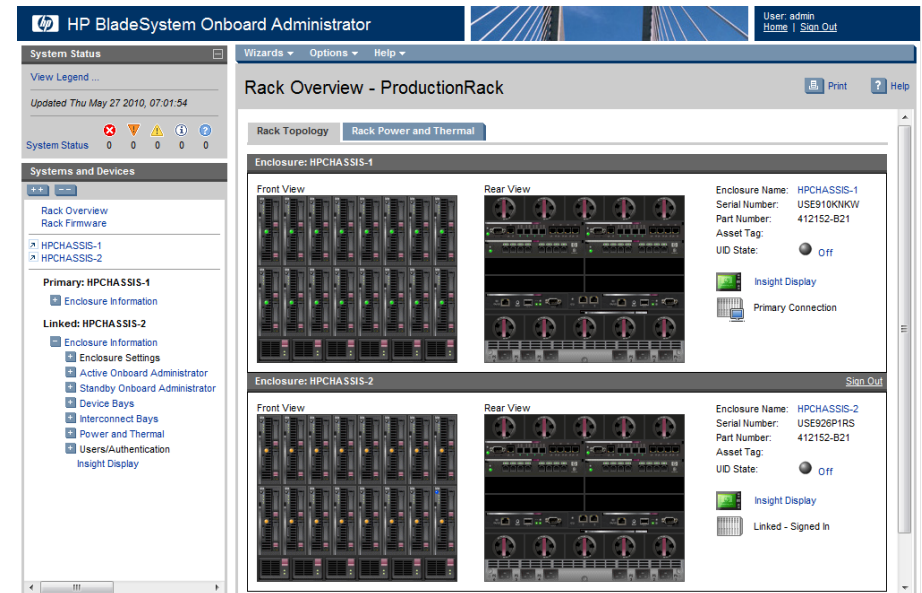 hp HP BladeSystem Onboard Administrator
User: admin
Home | Sign Out
System Status
Wizards Options Help
View Legend ...
Updated Thu May 27 2010, 07:01:54
System Status 0 0 0 0 0
Systems and Devices
++ --
Rack Overview
Rack Firmware
HPCHASSIS-1
HPCHASSIS-2
Primary: HPCHASSIS-1
Enclosure Information
Linked: HPCHASSIS-2
Enclosure Information
Enclosure Settings
Active Onboard Administrator
Standby Onboard Administrator
Device Bays
Interconnect Bays
Power and Thermal
Users/Authentication
Insight Display
Rack Overview - ProductionRack
Print
? Help
Rack Topology Rack Power and Thermal
Enclosure: HPCHASSIS-1
Front View
Rear View
Enclosure Name: HPCHASSIS-1
Serial Number: USE910KNKW
Part Number: 412152-B21
Asset Tag:
UID State: Off
Insight Display
Primary Connection
Enclosure: HPCHASSIS-2 Sign Out
Front View
Rear View
Enclosure Name: HPCHASSIS-2
Serial Number: USE926P1RS
Part Number: 412152-B21
Asset Tag:
UID State: Off
Insight Display
Linked - Signed In